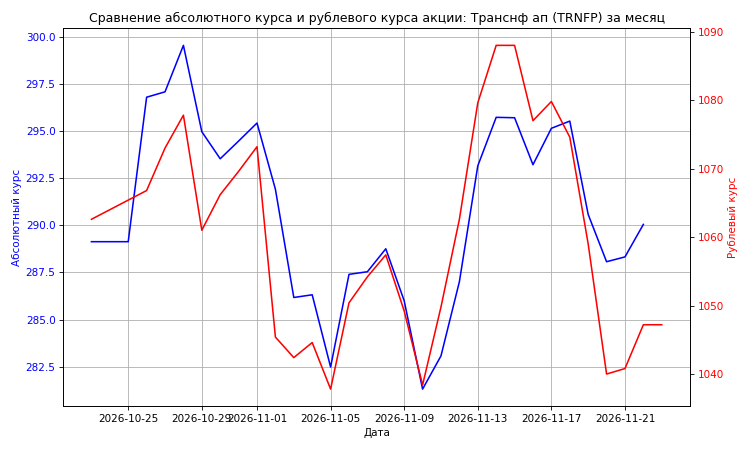 Сравнение абсолютного курса и рублевого курса акции: Транснф ап (TRNFP) за месяц
300.0
297.5
295.0
292.5
290.0
287.5
285.0
282.5
Абсолютный курс
1090
1080
1070
1060
1050
1040
Рублевый курс
2026-10-25 2026-10-29 2026-11-01 2026-11-05 2026-11-09 2026-11-13 2026-11-17 2026-11-21
Дата